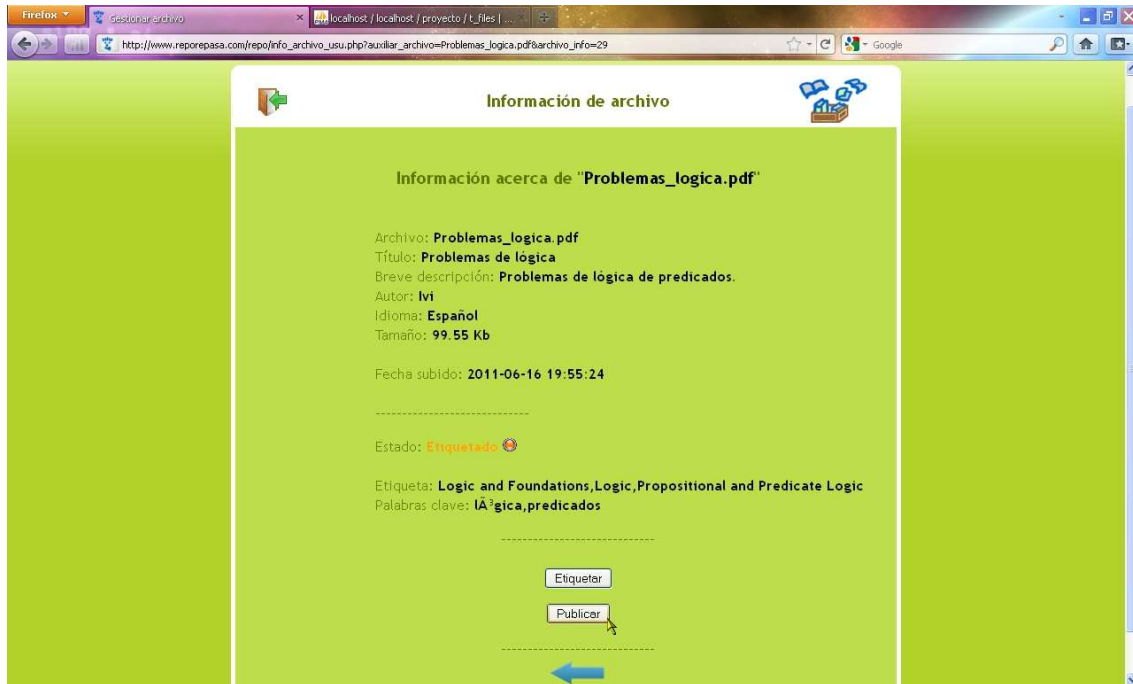 Firefox
Gestionar archivo
localhost / localhost / proyecto / t_files | ...
http://www.reporepasa.com/repo/info_archivo_usu.php?auxiliar_archivo=Problemas_logica.pdf&archivo_info=29
Google
Información de archivo
Información acerca de "Problemas_logica.pdf"
Archivo: Problemas_logica.pdf
Título: Problemas de lógica
Breve descripción: Problemas de lógica de predicados.
Autor: Ivi
Idioma: Español
Tamaño: 99.55 Kb
Fecha subido: 2011-06-16 19:55:24
-----------------------------
Estado: Etiquetado
Etiqueta: Logic and Foundations,Logic,Propositional and Predicate Logic
Palabras clave: lÃ³gica,predicados
-----------------------------
Etiquetar
Publicar
-----------------------------